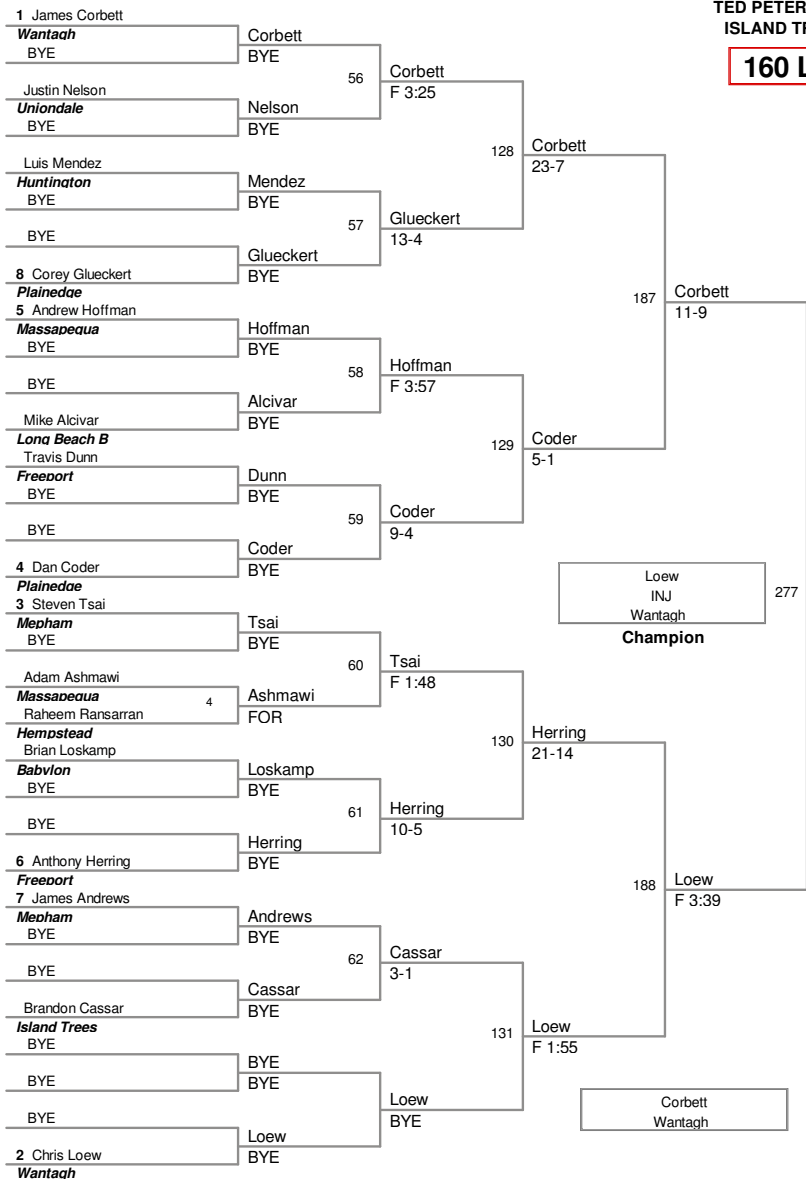 TED PETER
ISLAND TR
160 L
1 James Corbett
Wantagh
BYE
Corbett
BYE
56
Justin Nelson
Uniondale
BYE
Nelson
BYE
Corbett
F 3:25
128
Luis Mendez
Huntington
BYE
Mendez
BYE
57
BYE
8 Corey Glueckert
Plainedge
Glueckert
BYE
Glueckert
13-4
Corbett
23-7
187
5 Andrew Hoffman
Massapequa
BYE
Hoffman
BYE
58
BYE
Mike Alcivar
Long Beach B
Alcivar
BYE
Hoffman
F 3:57
129
Travis Dunn
Freeport
BYE
Dunn
BYE
59
BYE
4 Dan Coder
Plainedge
Coder
BYE
Coder
9-4
Coder
5-1
Corbett
11-9
Loew
INJ
Wantagh
277
Champion
3 Steven Tsai
Mepham
BYE
Tsai
BYE
60
Adam Ashmawi
Massapequa
4
Raheem Ransarran
Hempstead
Ashmawi
FOR
Tsai
F 1:48
130
Brian Loskamp
Babylon
BYE
Loskamp
BYE
61
BYE
6 Anthony Herring
Freeport
Herring
BYE
Herring
10-5
Herring
21-14
188
7 James Andrews
Mepham
BYE
Andrews
BYE
62
BYE
Brandon Cassar
Island Trees
Cassar
BYE
Cassar
3-1
131
BYE
BYE
BYE
BYE
BYE
2 Chris Loew
Wantagh
Loew
BYE
Loew
BYE
Loew
F 1:55
Loew
F 3:39
Corbett
Wantagh